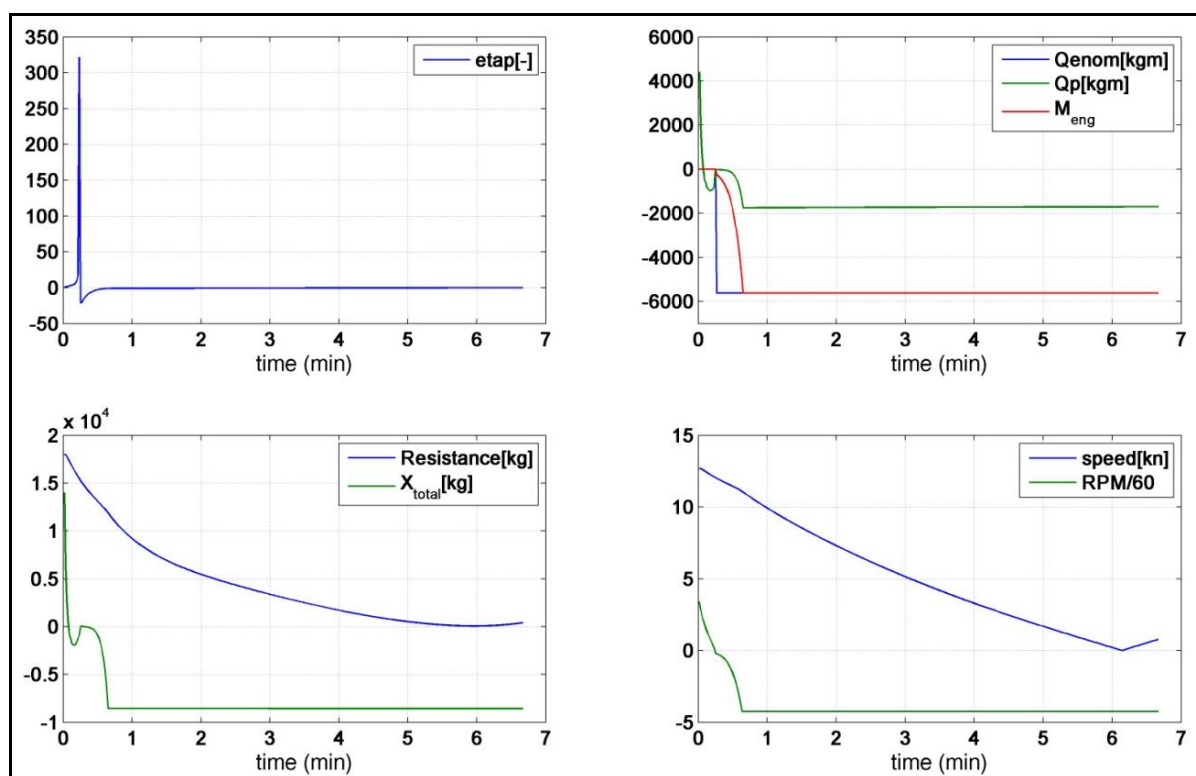 350
300
250
200
150
100
50
0
-50
etap[-]
0 1 2 3 4 5 6 7
time (min)
6000
4000
2000
0
-2000
-4000
-6000
Qenom[kgm]
Qp[kgm]
M_eng
0 1 2 3 4 5 6 7
time (min)
x 10^4
2
1.5
1
0.5
0
-0.5
-1
Resistance[kg]
X_total[kg]
0 1 2 3 4 5 6 7
time (min)
15
10
5
0
-5
speed[kn]
RPM/60
0 1 2 3 4 5 6 7
time (min)